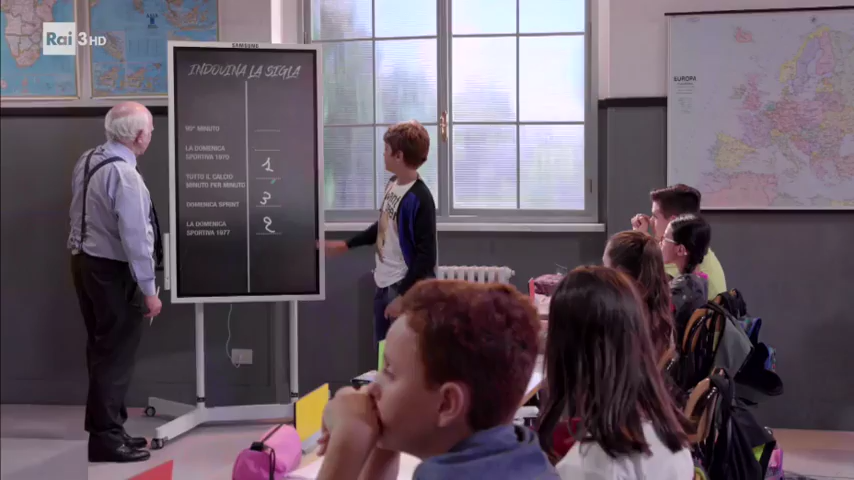 Rai 3 HD
SAMSUNG
INDOVINA LA SIGLA
90° MINUTO
LA DOMENICA
SPORTIVA 1970
1
TUTTO IL CALCIO
MINUTO PER MINUTO
3
DOMENICA SPRINT
LA DOMENICA
SPORTIVA 1977
2
EUROPA